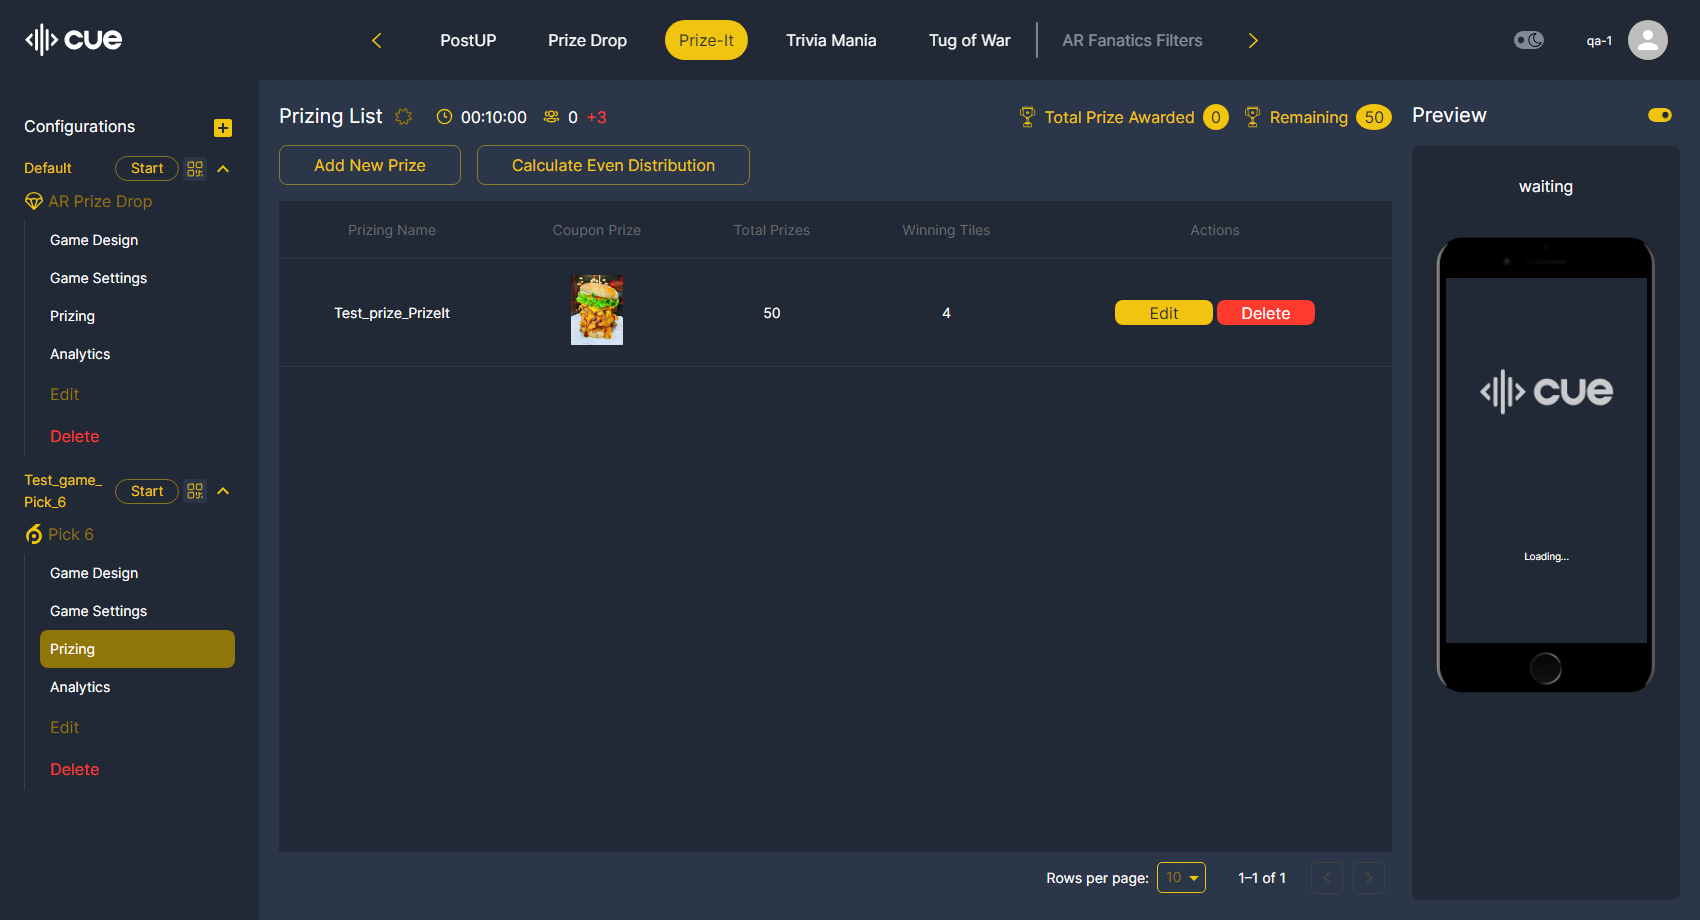 cue
PostUP
Prize Drop
Prize-It
Trivia Mania
Tug of War
AR Fanatics Filters
qa-1
Configurations
Default
Start
AR Prize Drop
Game Design
Game Settings
Prizing
Analytics
Edit
Delete
Test_game_
Pick_6
Start
Pick 6
Game Design
Game Settings
Prizing
Analytics
Edit
Delete
Prizing List
00:10:00
0 +3
Total Prize Awarded 0
Remaining 50
Add New Prize
Calculate Even Distribution
Prizing Name
Coupon Prize
Total Prizes
Winning Tiles
Actions
Test_prize_PrizeIt
50
4
Edit
Delete
Rows per page: 10
1–1 of 1
Preview
waiting
cue
Loading...